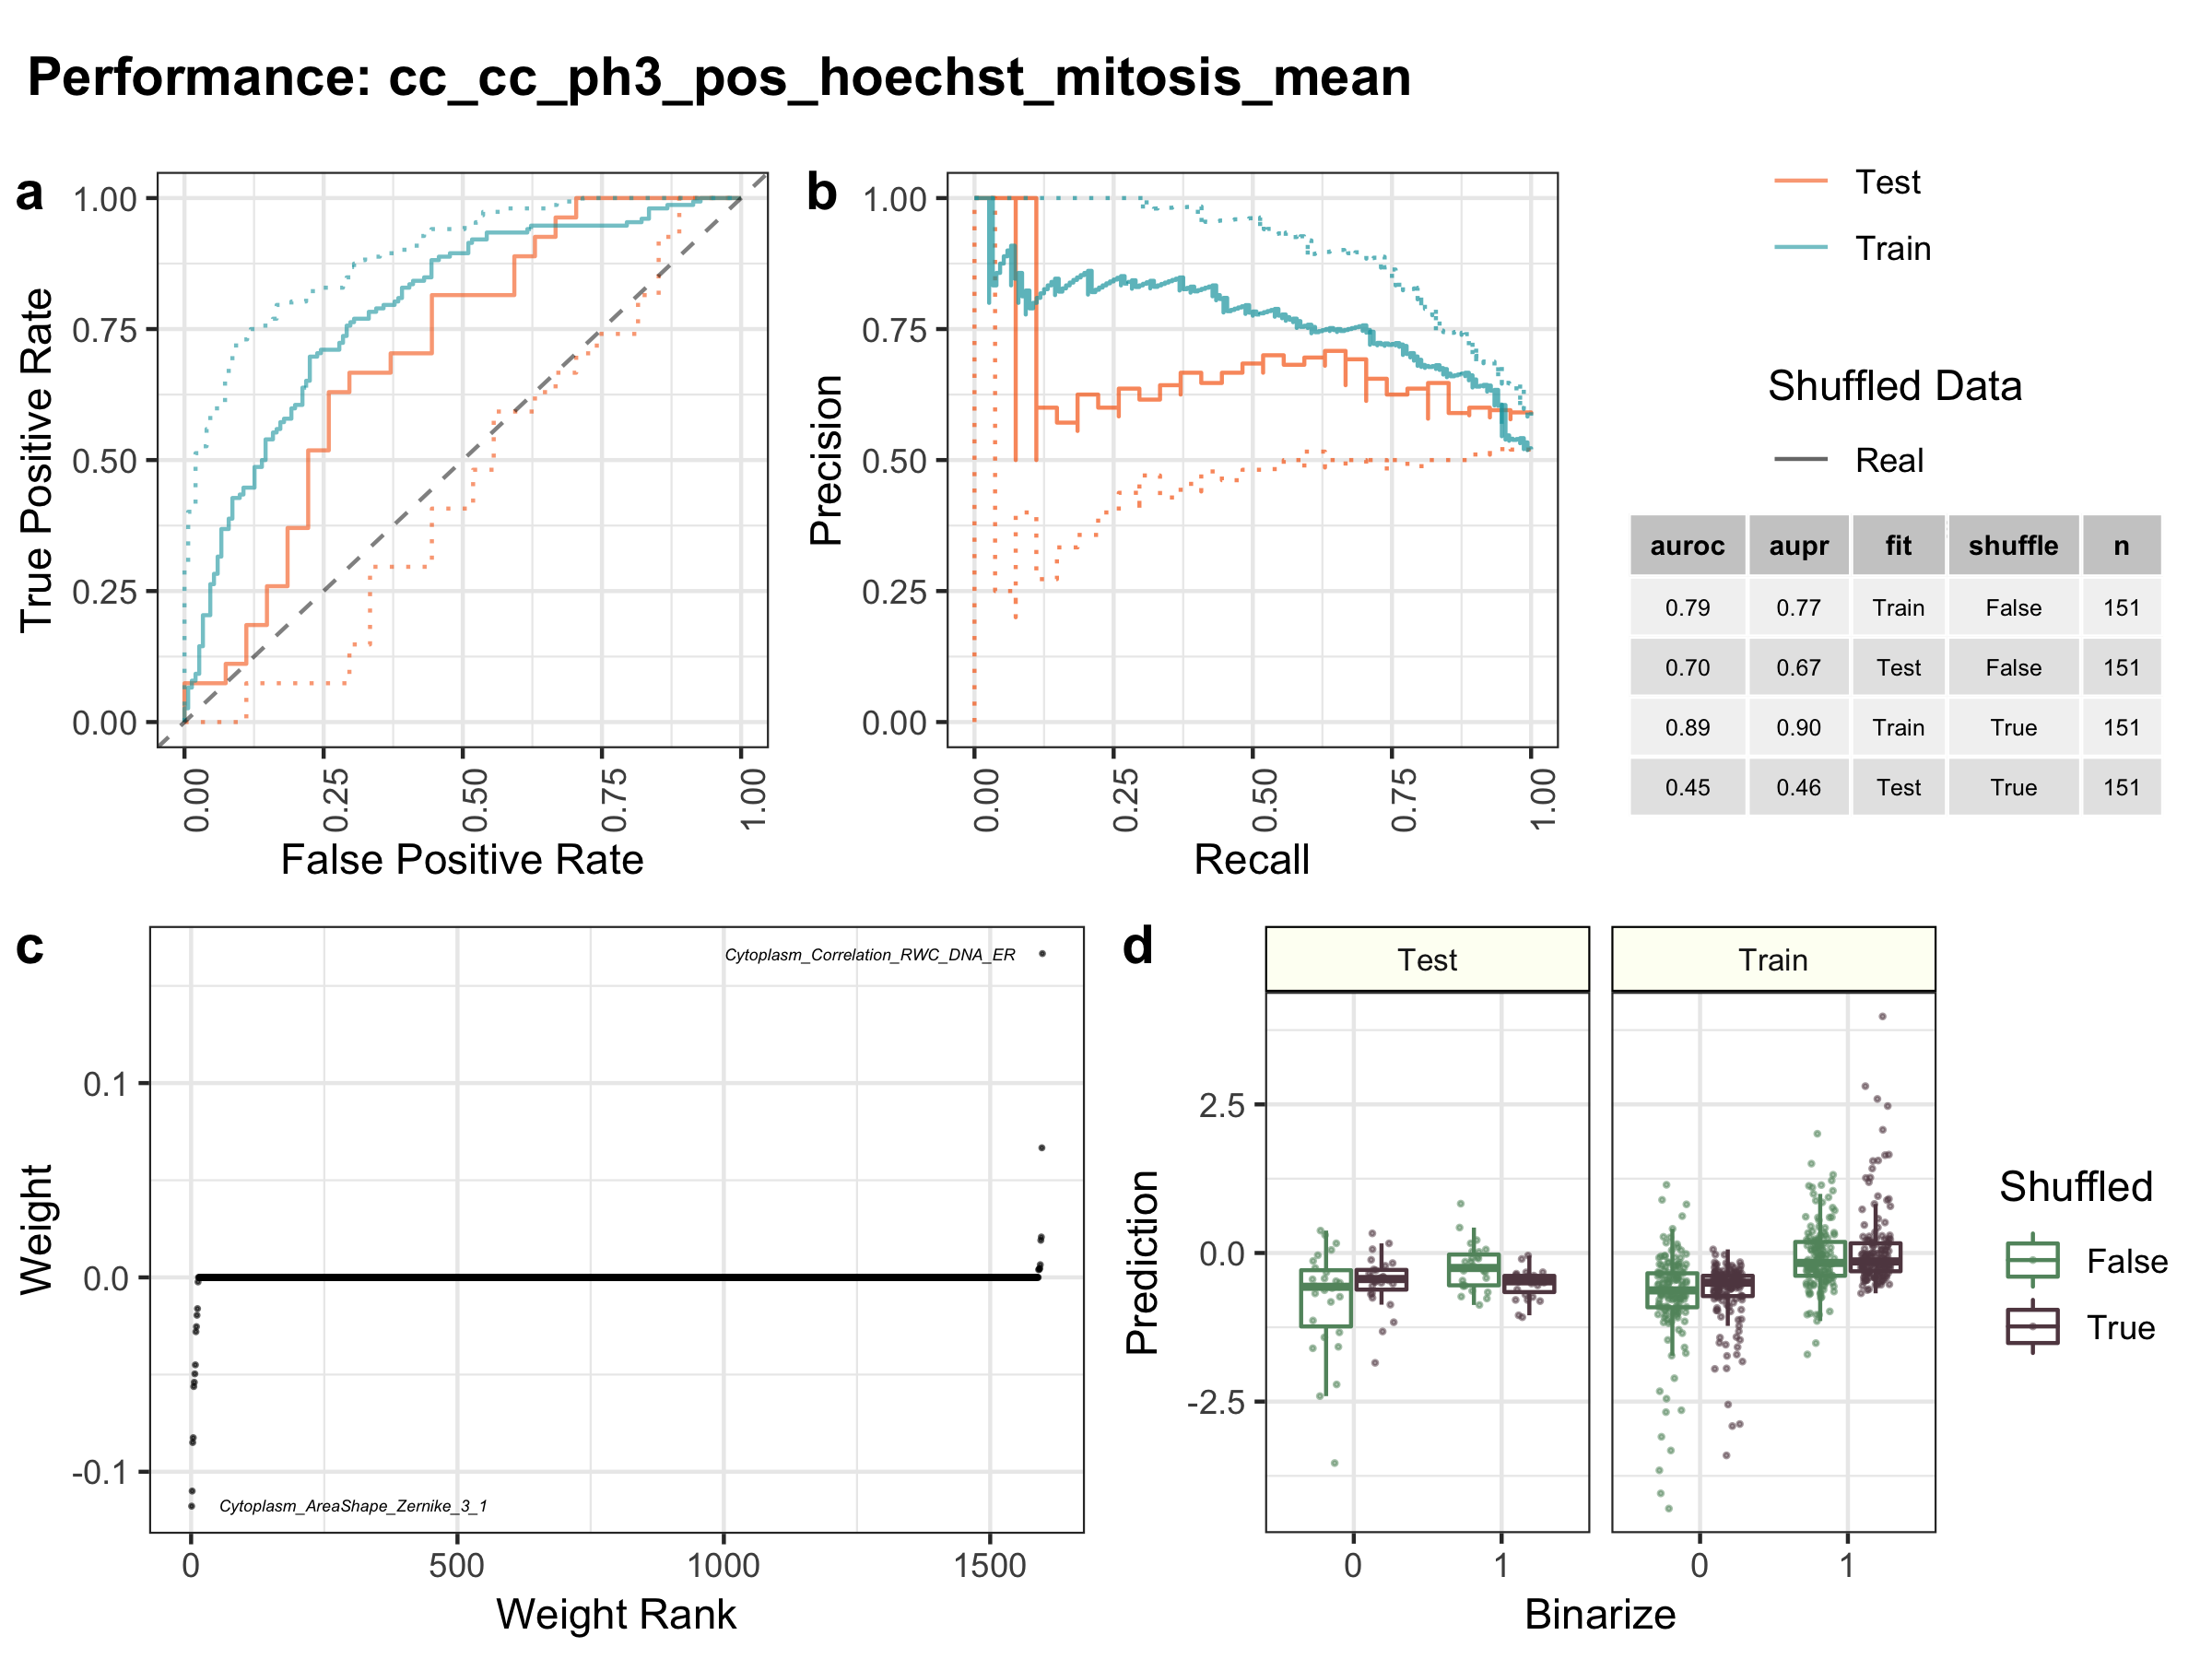 Performance: cc_cc_ph3_pos_hoechst_mitosis_mean
a
1.00
0.75
0.50
0.25
0.00
True Positive Rate
0.00
0.25
0.50
0.75
1.00
False Positive Rate
b
1.00
0.75
0.50
0.25
0.00
Precision
0.00
0.25
0.50
0.75
1.00
Recall
Test
Train
Shuffled Data
Real
auroc aupr fit shuffle n
0.79 0.77 Train False 151
0.70 0.67 Test False 151
0.89 0.90 Train True 151
0.45 0.46 Test True 151
c
Cytoplasm_Correlation_RWC_DNA_ER
0.1
0.0
-0.1
Weight
Cytoplasm_AreaShape_Zernike_3_1
0 500 1000 1500
Weight Rank
d
Test Train
2.5
0.0
-2.5
Prediction
0 1 0 1
Binarize
Shuffled
False
True